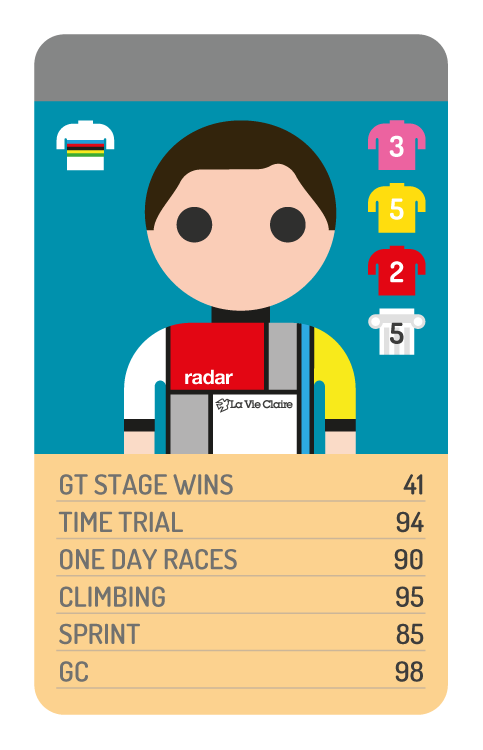 3
5
2
5
radar
La Vie Claire
GT STAGE WINS 41
TIME TRIAL 94
ONE DAY RACES 90
CLIMBING 95
SPRINT 85
GC 98